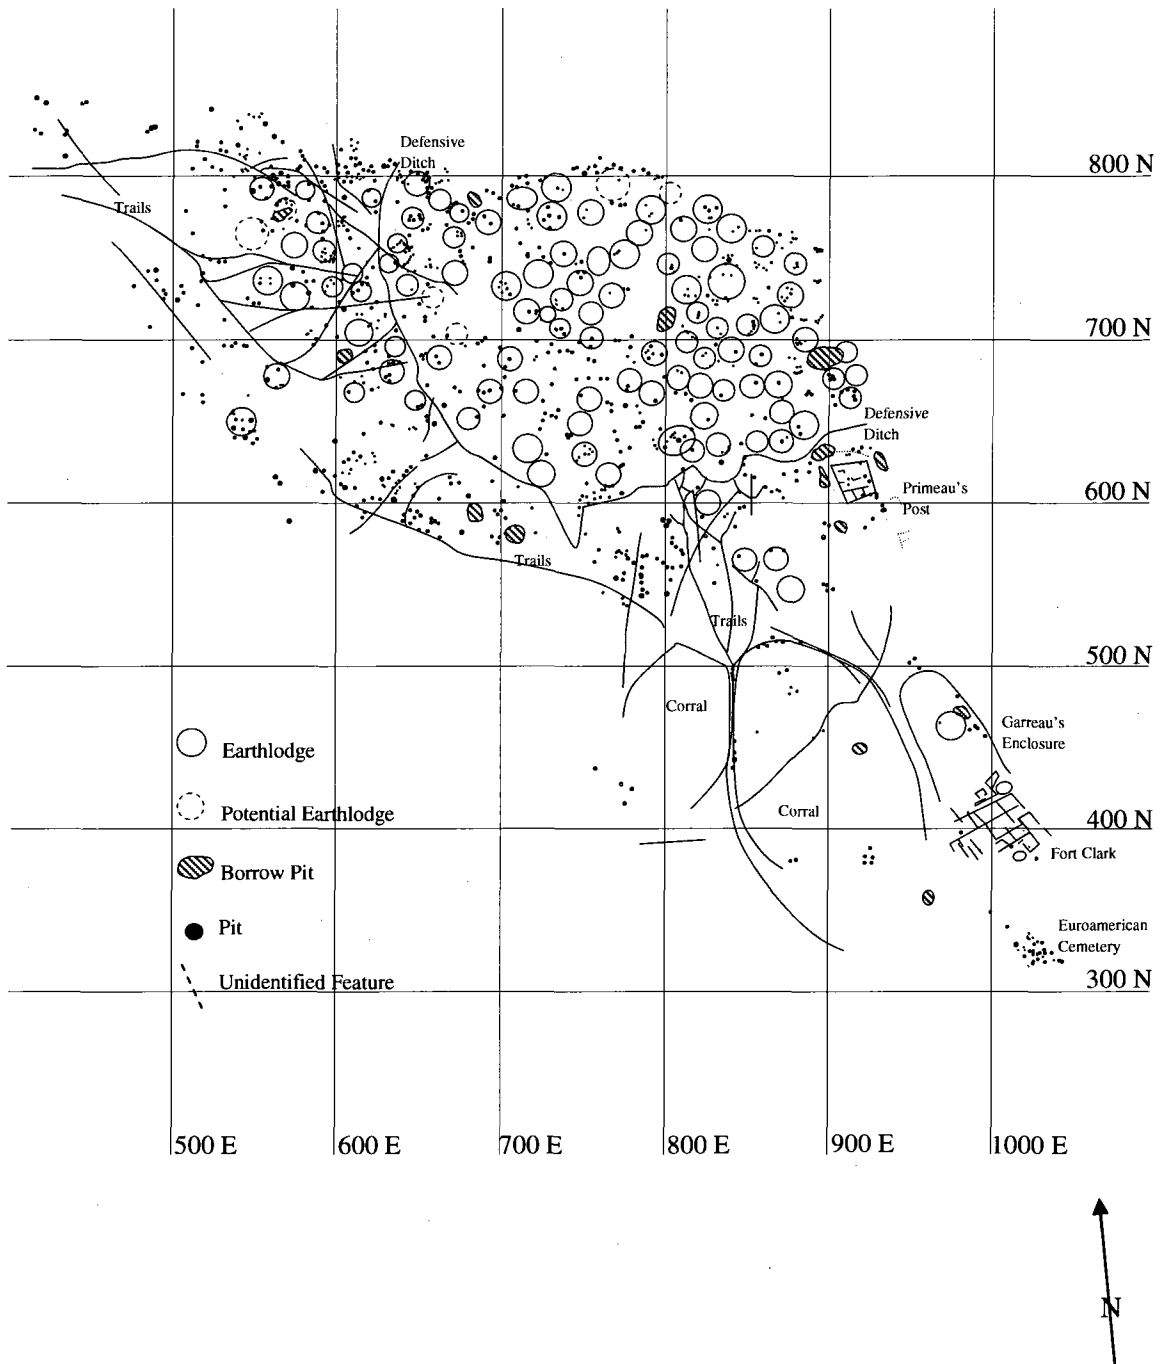 Defensive
Ditch
800 N
Trails
700 N
Defensive
Ditch
Primeau's
Post
600 N
Trails
Trails
500 N
Corral
Garreau's
Enclosure
Earthlodge
Potential Earthlodge
Corral
400 N
Fort Clark
Borrow Pit
Pit
Euroamerican
Cemetery
Unidentified Feature
300 N
500 E
600 E
700 E
800 E
900 E
1000 E
N